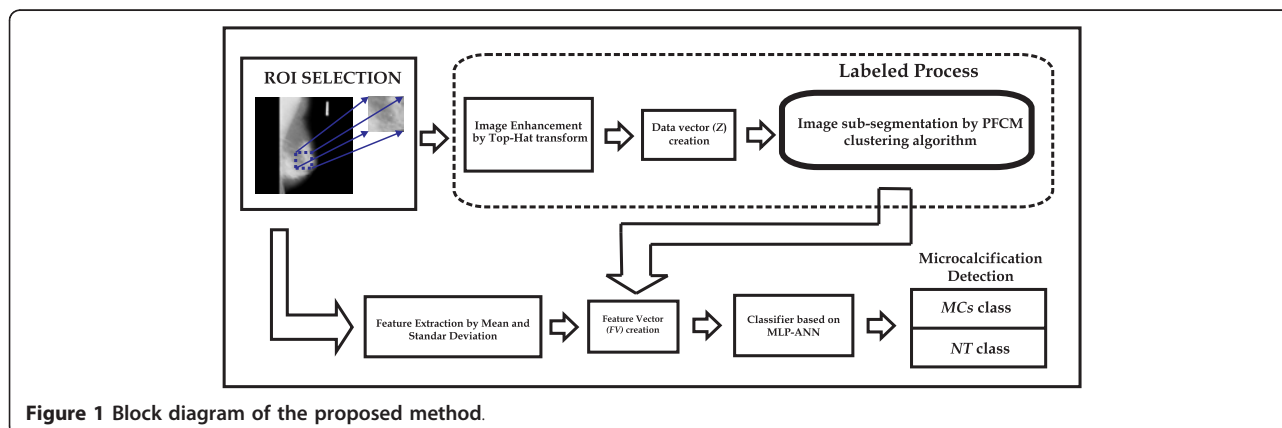 ROI SELECTION
Labeled Process
Image Enhancement
by Top-Hat transform
Data vector (Z)
creation
Image sub-segmentation by PFCM
clustering algorithm
Feature Extraction by Mean and
Standar Deviation
Feature Vector
(FV) creation
Classifier based on
MLP-ANN
Microcalcification
Detection
MCs class
NT class
Figure 1 Block diagram of the proposed method.